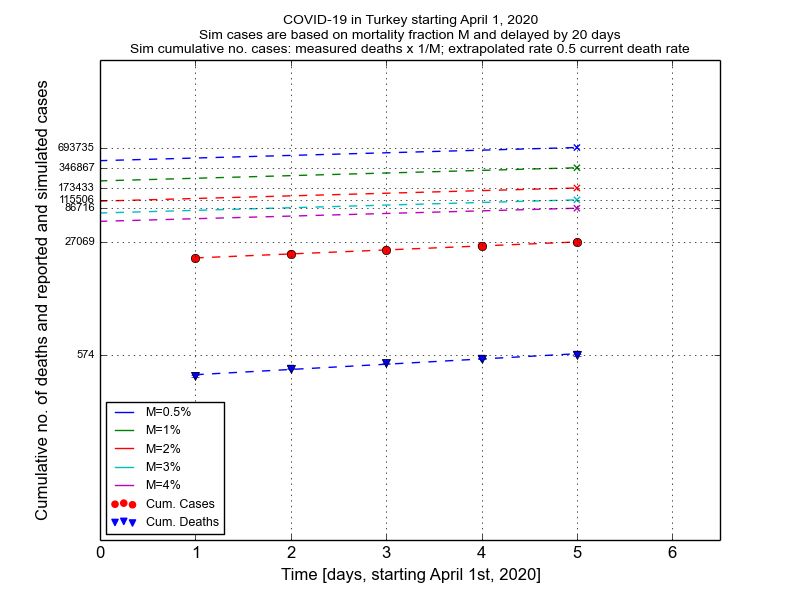 COVID-19 in Turkey starting April 1, 2020
Sim cases are based on mortality fraction M and delayed by 20 days
Sim cumulative no. cases: measured deaths x 1/M; extrapolated rate 0.5 current death rate
Cumulative no. of deaths and reported and simulated cases
693735
346867
173433
115506
86716
27069
574
M=0.5%
M=1%
M=2%
M=3%
M=4%
Cum. Cases
Cum. Deaths
0 1 2 3 4 5 6
Time [days, starting April 1st, 2020]